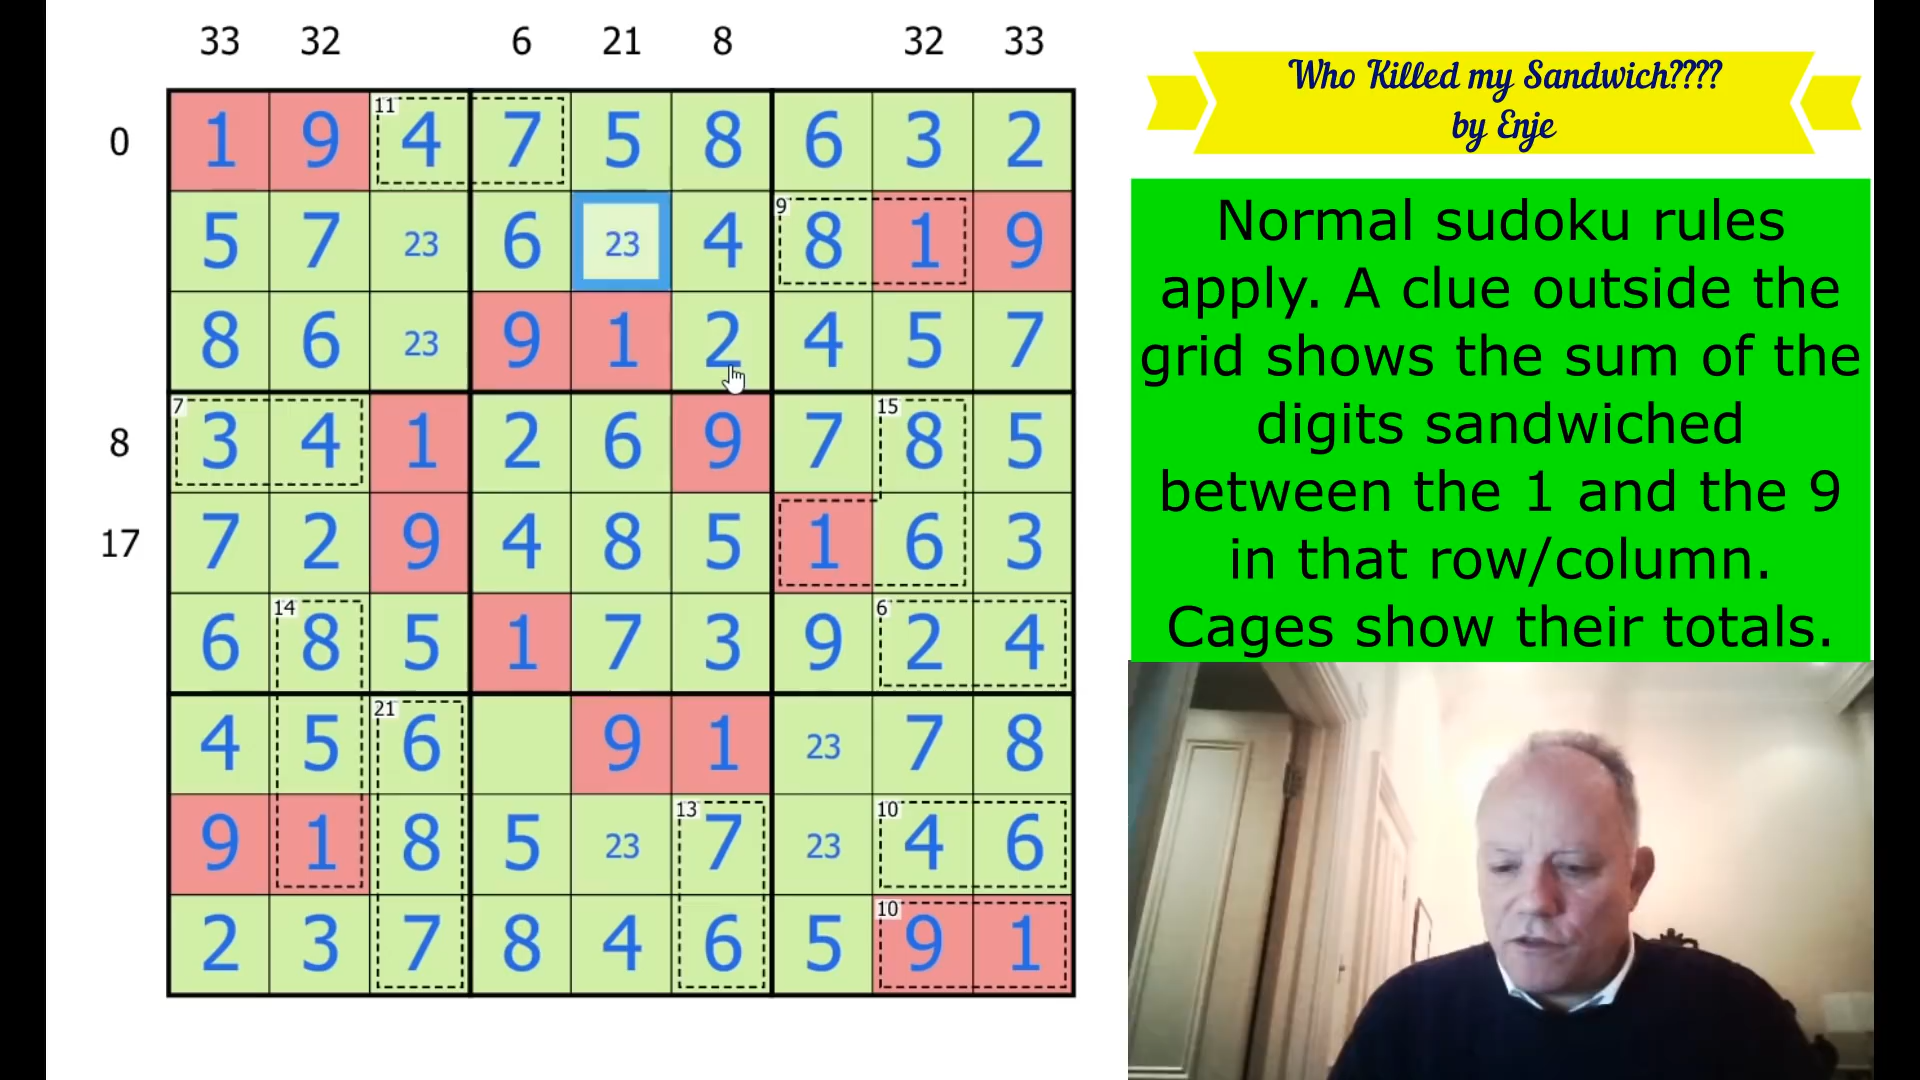 33 32 6 21 8 32 33
Who Killed my Sandwich????
by Enje
0 1 9 11 4 7 5 8 6 3 2
5 7 23 6 23 4 9 8 1 9
8 6 23 9 1 2 4 5 7
8 7 3 4 1 2 6 9 7 15 8 5
17 7 2 9 4 8 5 1 6 3
6 14 8 5 1 7 3 9 6 2 4
4 5 21 6 9 1 23 7 8
9 1 8 5 23 13 7 23 10 4 6
2 3 7 8 4 6 5 10 9 1
Normal sudoku rules
apply. A clue outside the
grid shows the sum of the
digits sandwiched
between the 1 and the 9
in that row/column.
Cages show their totals.